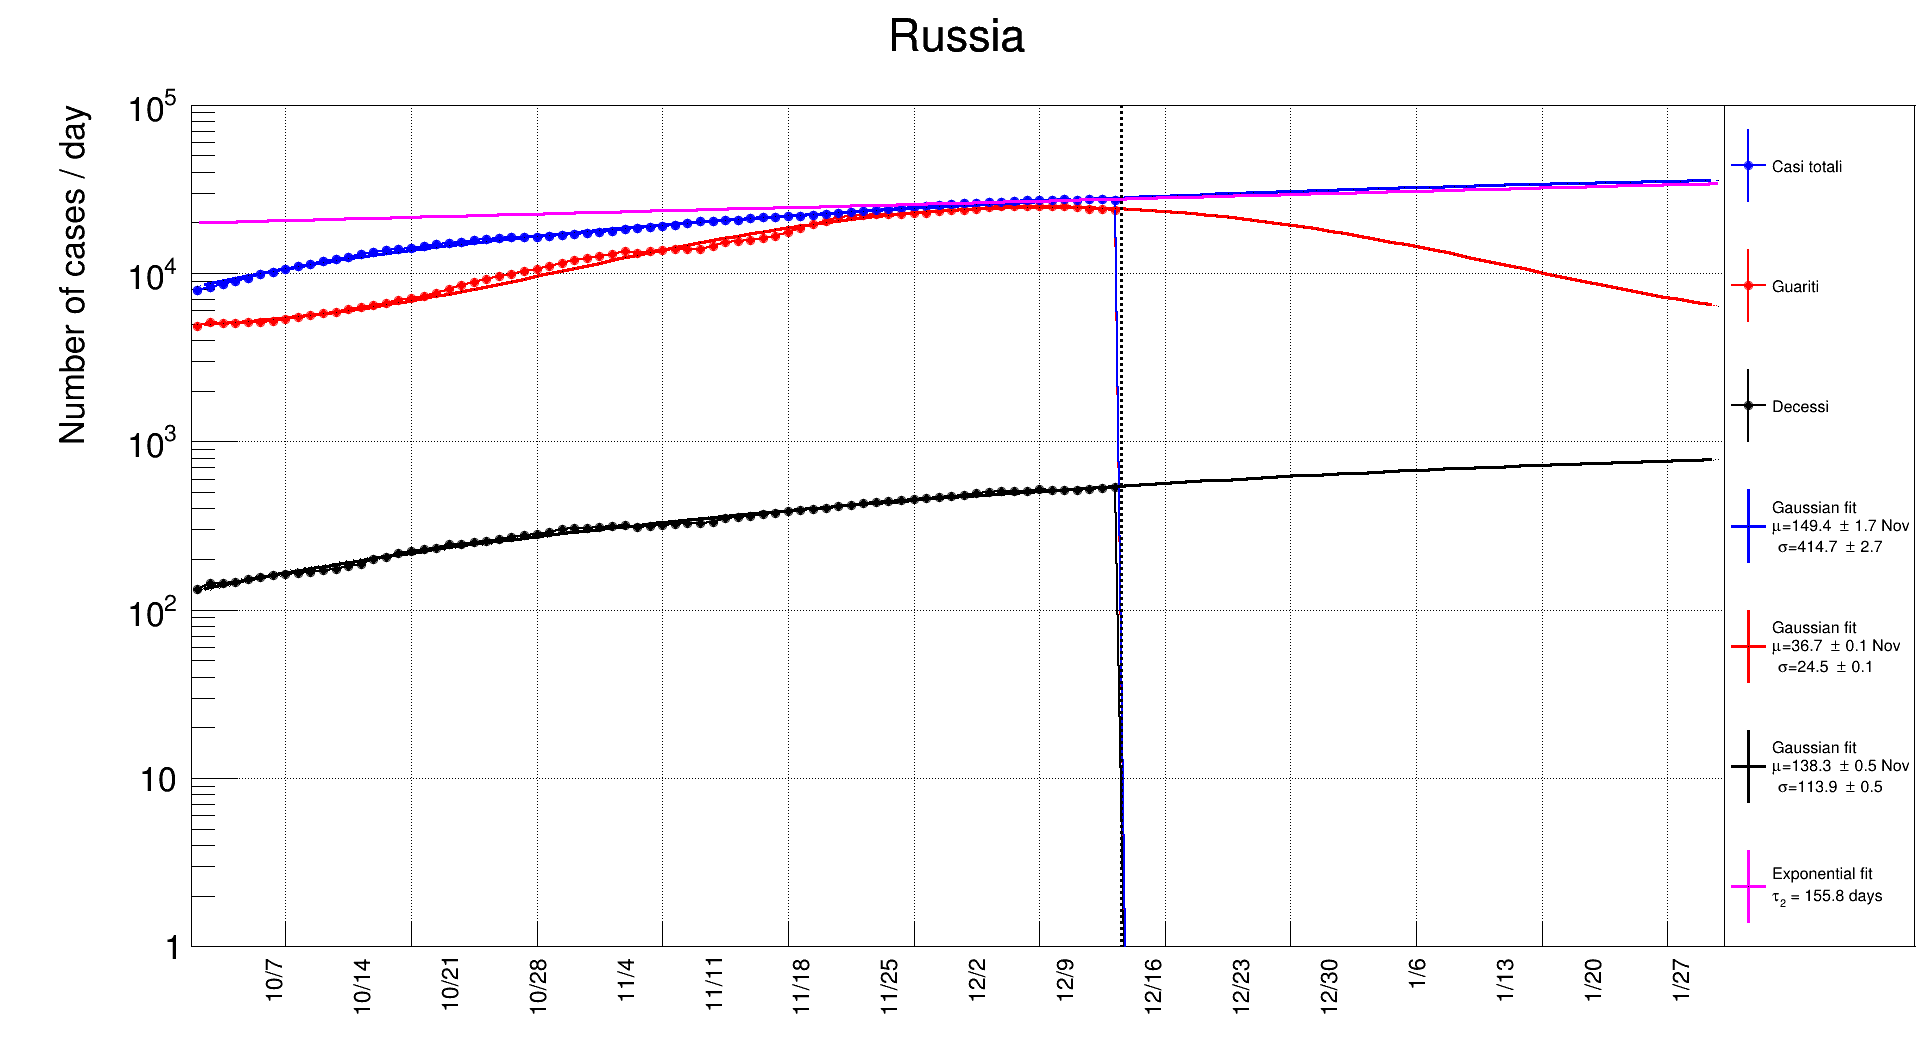 Russia
Number of cases / day
10^5
10^4
10^3
10^2
10
1
10/7
10/14
10/21
10/28
11/4
11/11
11/18
11/25
12/2
12/9
12/16
12/23
12/30
1/6
1/13
1/20
1/27
Casi totali
Guariti
Decessi
Gaussian fit
μ=149.4 ± 1.7 Nov
σ=414.7 ± 2.7
Gaussian fit
μ=36.7 ± 0.1 Nov
σ=24.5 ± 0.1
Gaussian fit
μ=138.3 ± 0.5 Nov
σ=113.9 ± 0.5
Exponential fit
τ₂ = 155.8 days